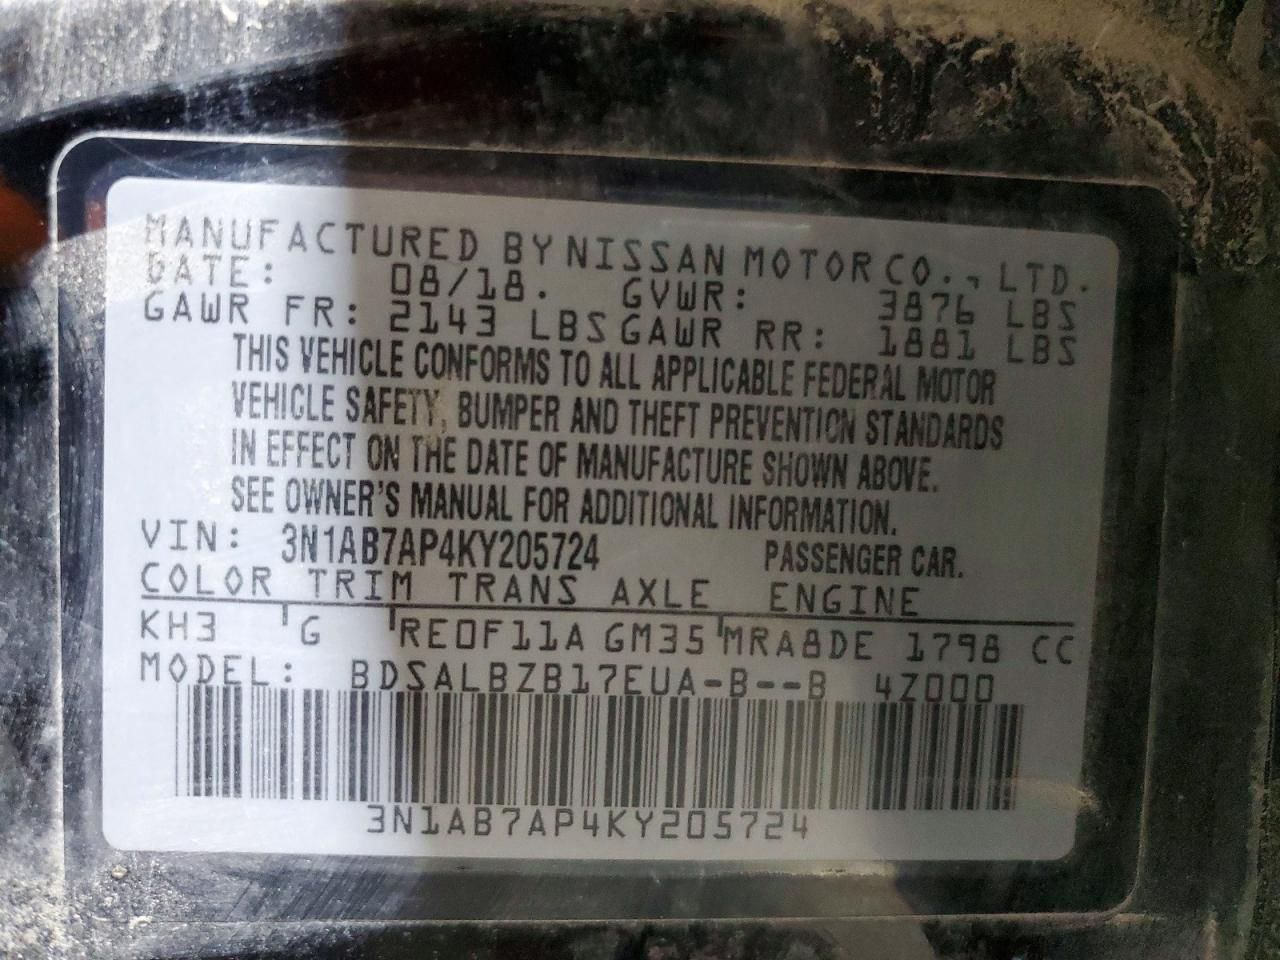 MANUFACTURED BY NISSAN MOTOR CO., LTD.
DATE: 08/18. GVWR: 3876 LBS
GAWR FR: 2143 LBS GAWR RR: 1881 LBS
THIS VEHICLE CONFORMS TO ALL APPLICABLE FEDERAL MOTOR
VEHICLE SAFETY, BUMPER AND THEFT PREVENTION STANDARDS
IN EFFECT ON THE DATE OF MANUFACTURE SHOWN ABOVE.
SEE OWNER'S MANUAL FOR ADDITIONAL INFORMATION.
VIN: 3N1AB7AP4KY205724 PASSENGER CAR.
COLOR TRIM TRANS AXLE ENGINE
KH3 G RE0F11A GM35 MRA8DE 1798 CC
MODEL: BDSALBZB17EUA-B--B 4Z000
3N1AB7AP4KY205724